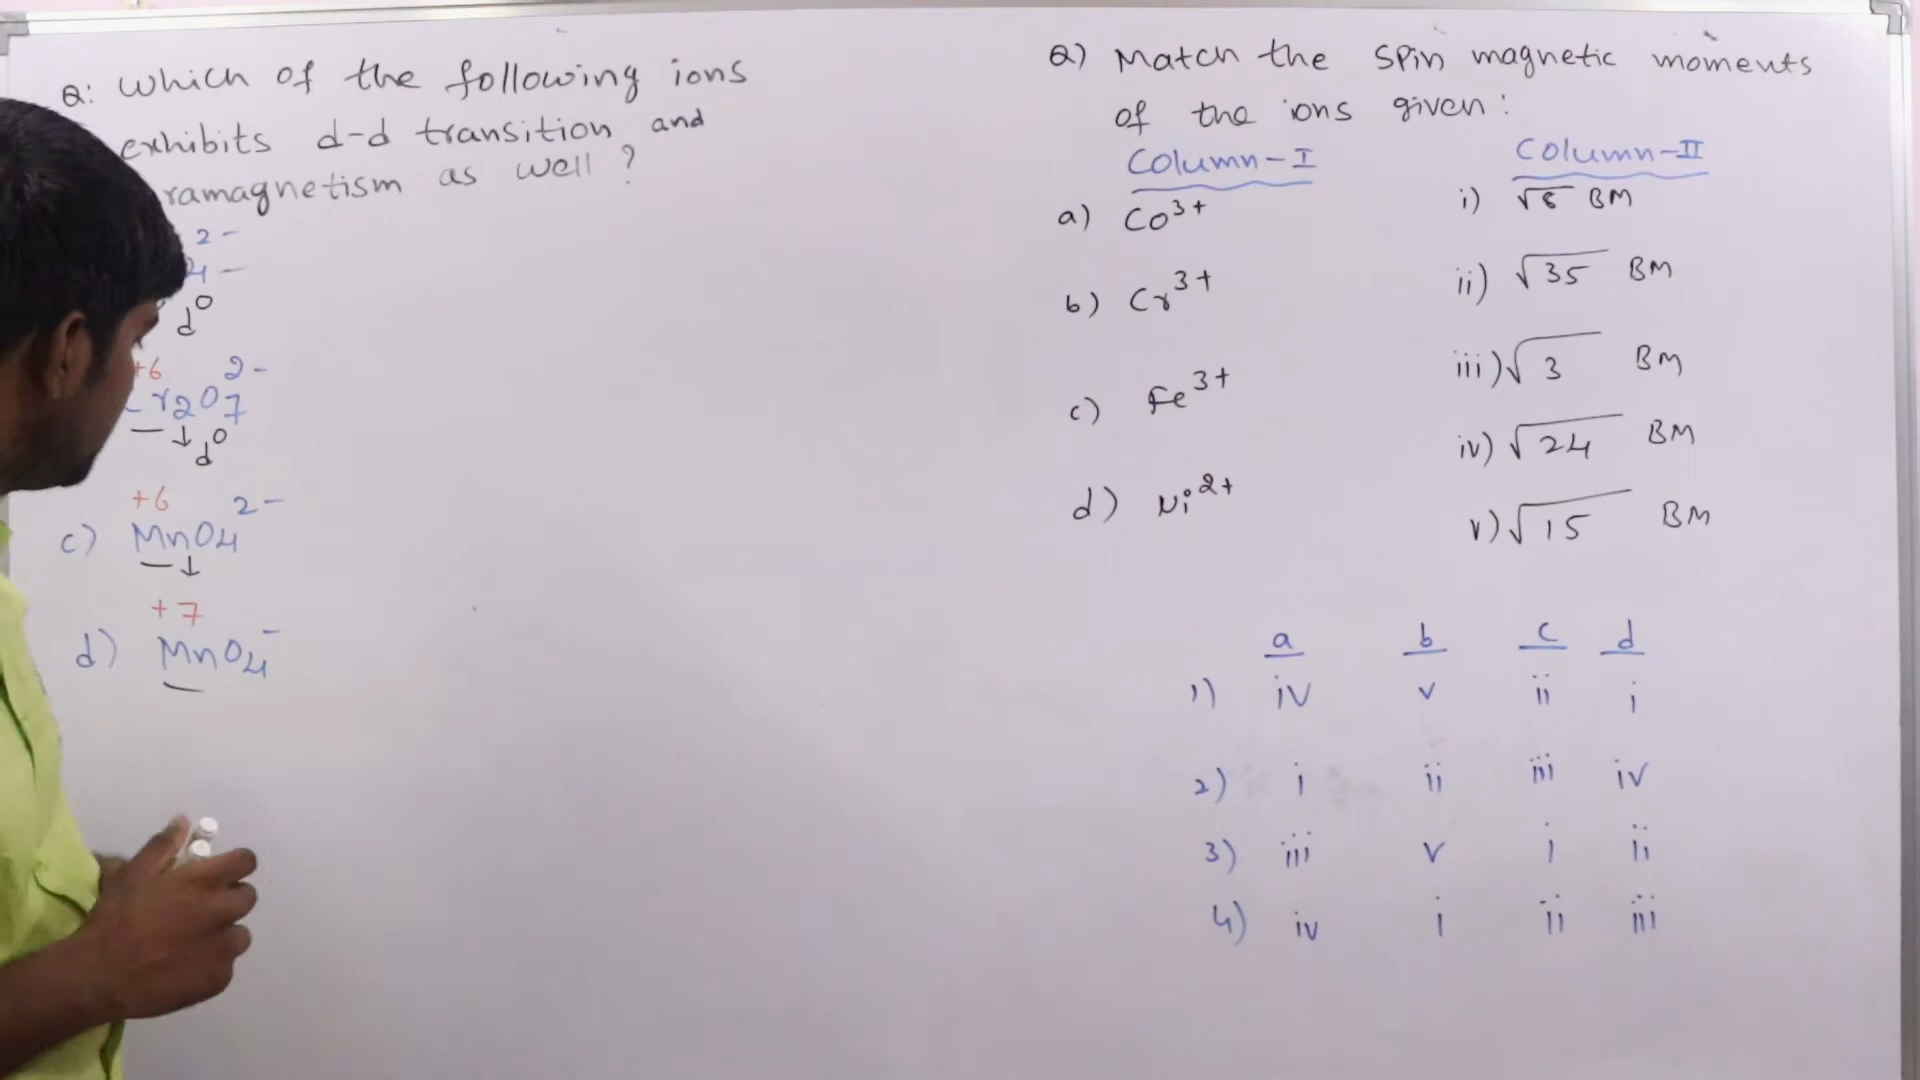 Q: Which of the following ions
exhibits d-d transition and
ramagnetism as well ?
2-
4
d⁰
+6 2-
r2O7
↓ d⁰
+6 2-
c) MnO4
↓
+7
d) MnO4⁻
Q) Match the spin magnetic moments
of the ions given :
Column-I Column-II
a) Co³⁺ i) √8 BM
b) Cr³⁺ ii) √35 BM
c) Fe³⁺ iii) √3 BM
d) Ni²⁺ iv) √24 BM
v) √15 BM
a b c d
1) iv v ii i
2) i ii iii iv
3) iii v i ii
4) iv i ii iii